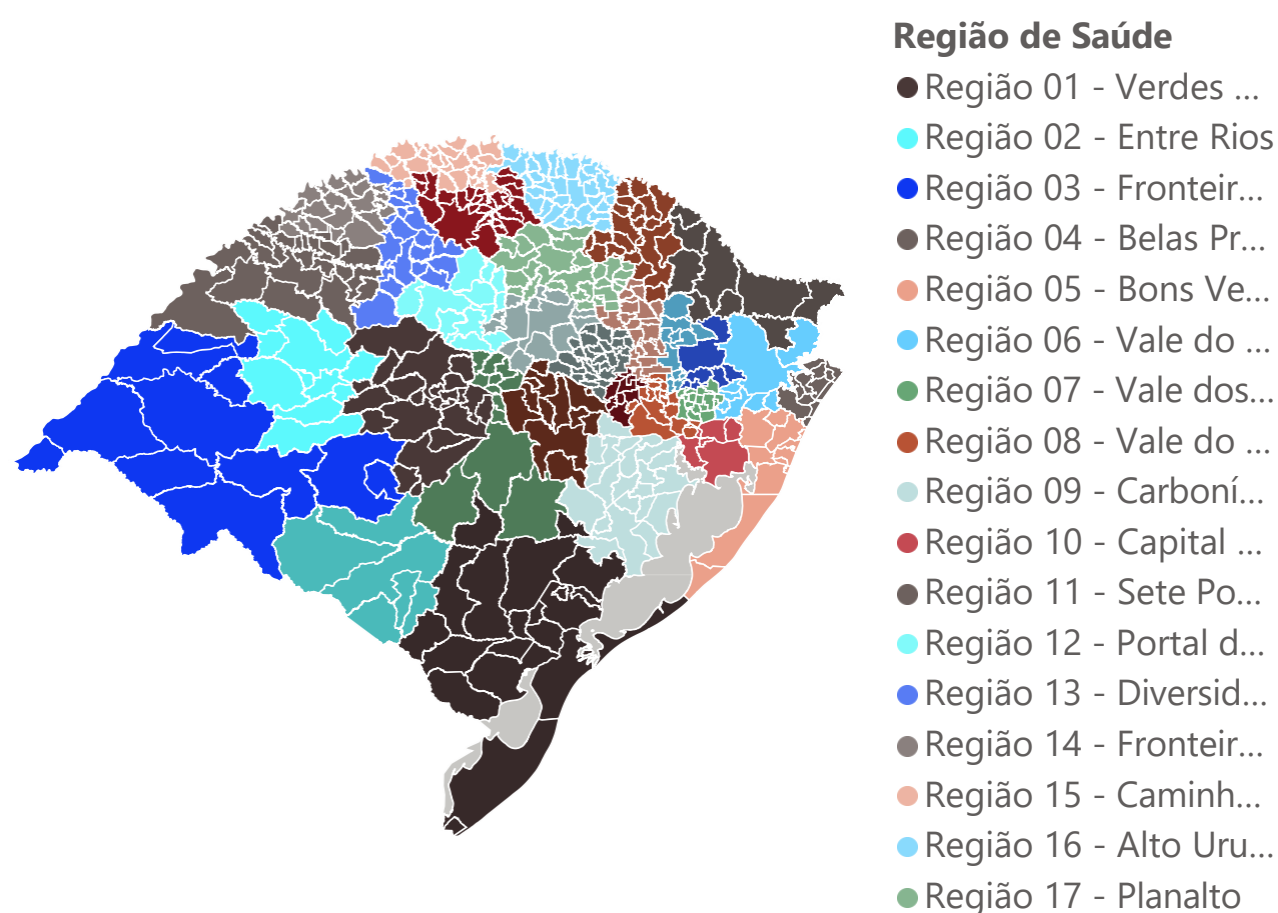 Região de Saúde
Região 01 - Verdes ...
Região 02 - Entre Rios
Região 03 - Fronteir...
Região 04 - Belas Pr...
Região 05 - Bons Ve...
Região 06 - Vale do ...
Região 07 - Vale dos...
Região 08 - Vale do ...
Região 09 - Carboní...
Região 10 - Capital ...
Região 11 - Sete Po...
Região 12 - Portal d...
Região 13 - Diversid...
Região 14 - Fronteir...
Região 15 - Caminh...
Região 16 - Alto Uru...
Região 17 - Planalto